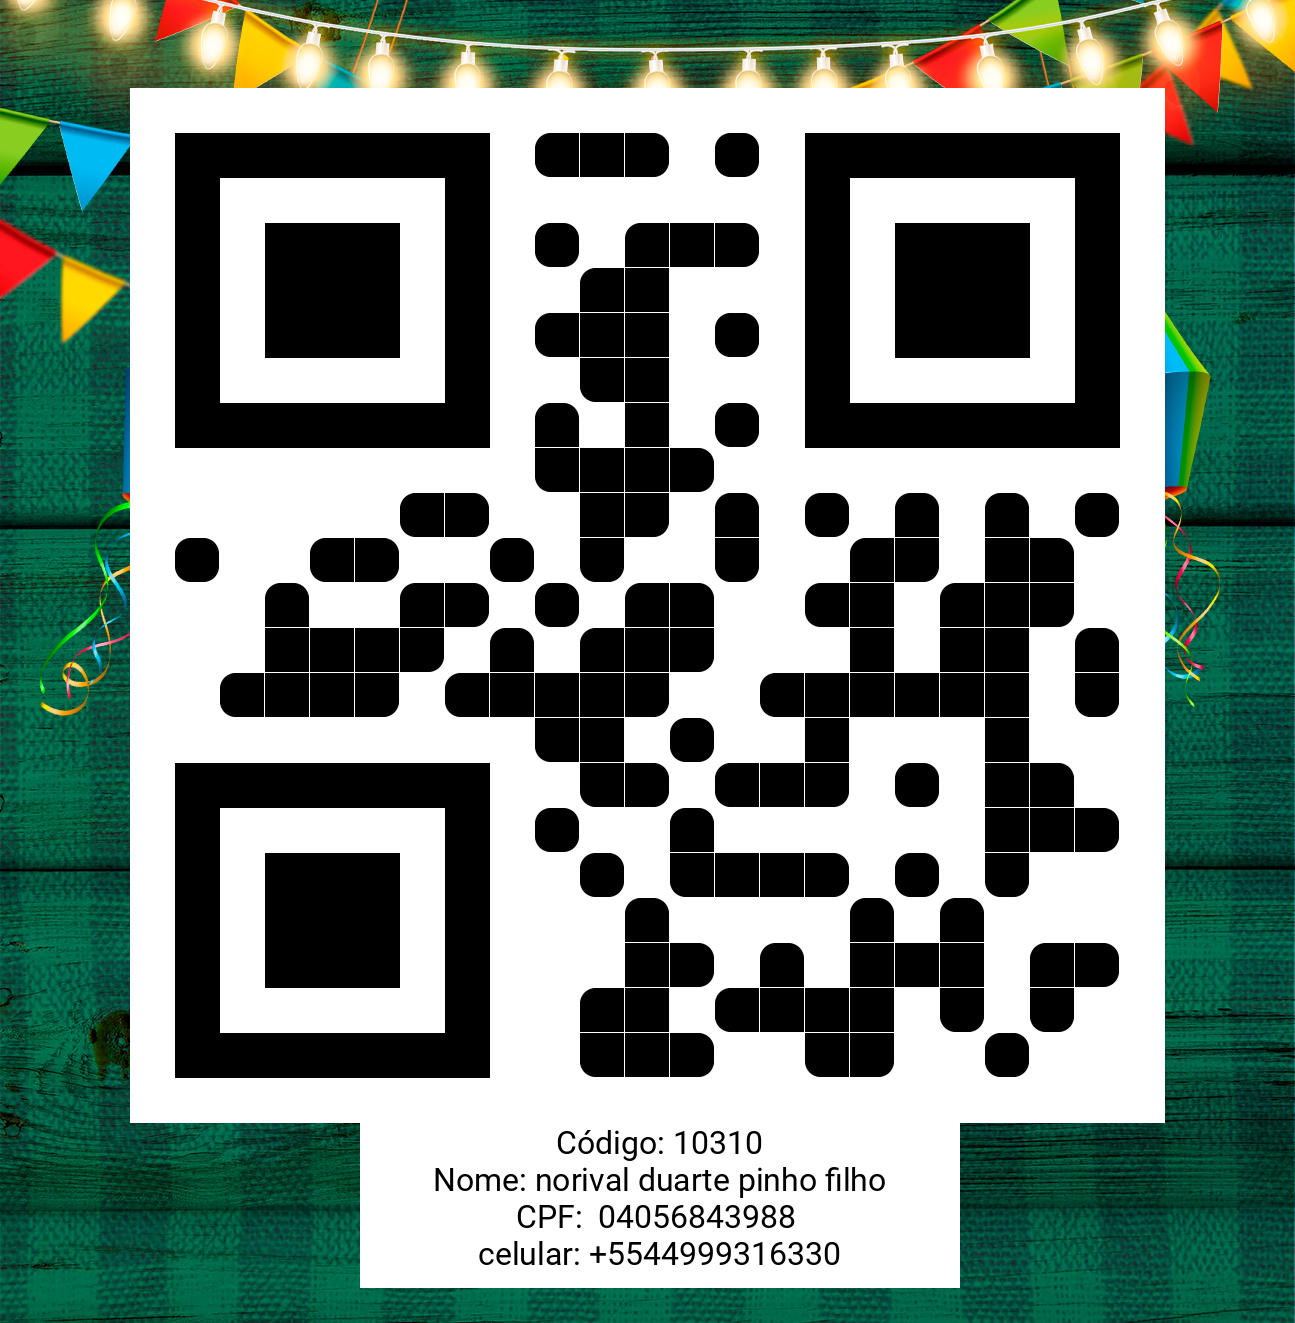 Código: 10310
Nome: norival duarte pinho filho
CPF: 04056843988
celular: +5544999316330